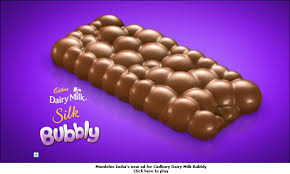 Cadbury
Dairy Milk
Silk
Bubbly
Mondelez India's new ad for Cadbury Dairy Milk Bubbly
Click here to play